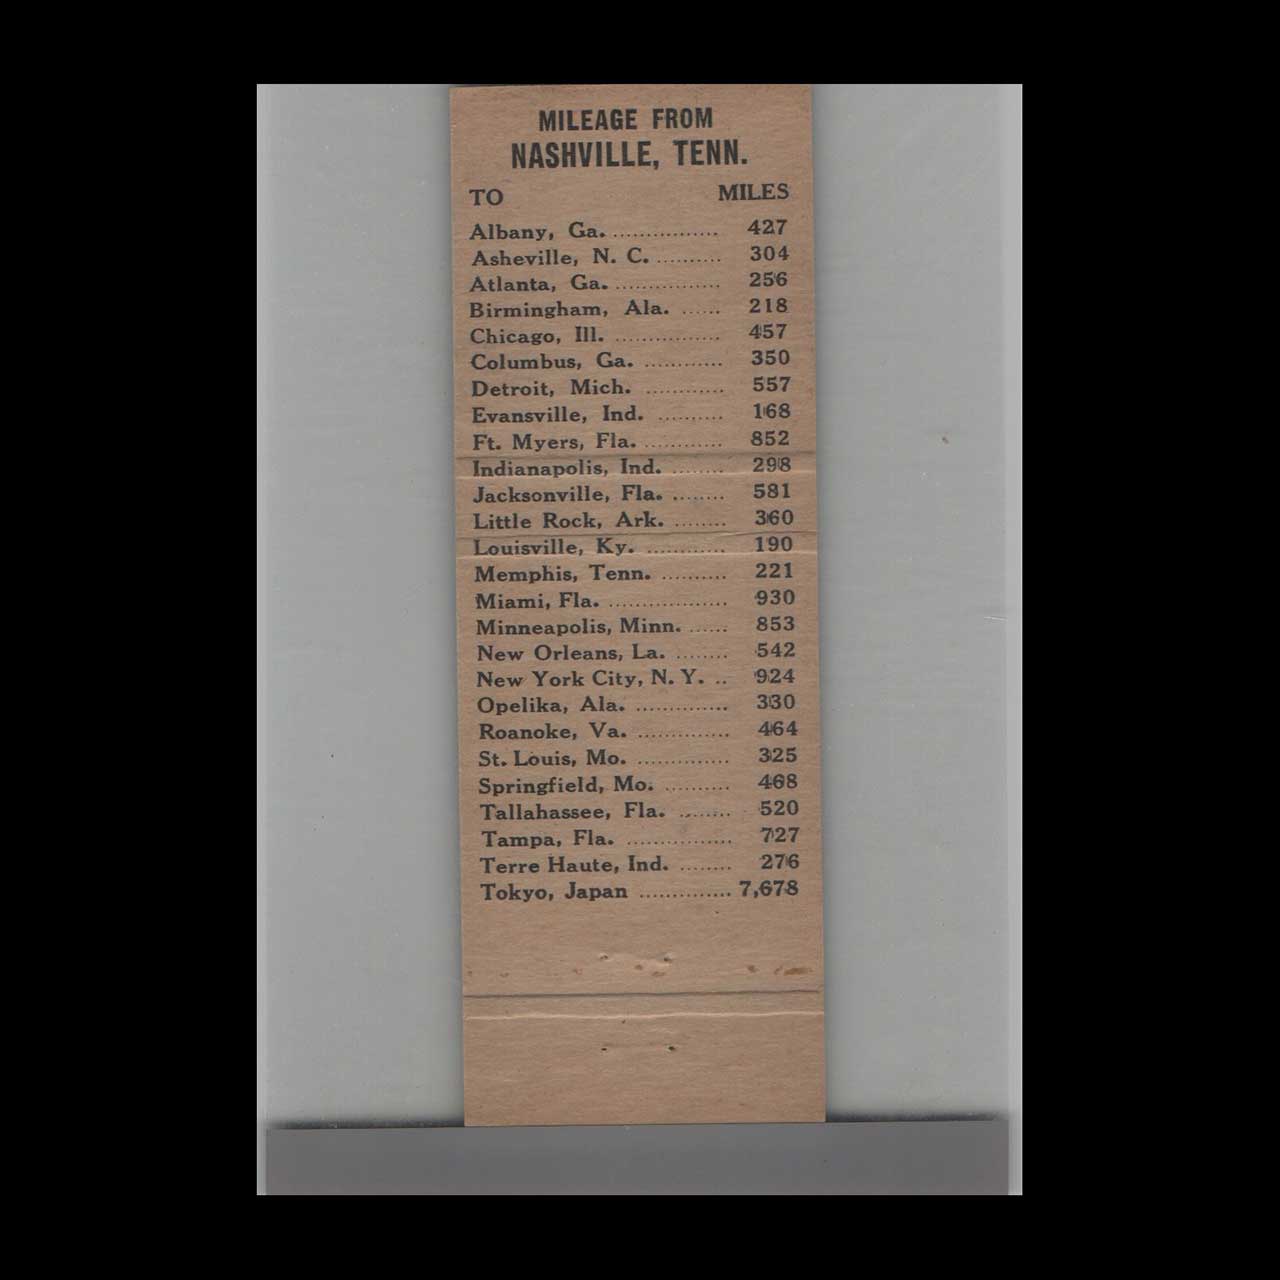 MILEAGE FROM
NASHVILLE, TENN.
TO MILES
Albany, Ga. ................ 427
Asheville, N. C. .......... 304
Atlanta, Ga. ................ 256
Birmingham, Ala. ...... 218
Chicago, Ill. ................ 457
Columbus, Ga. ............ 350
Detroit, Mich. ............ 557
Evansville, Ind. .......... 168
Ft. Myers, Fla. ............ 852
Indianapolis, Ind. ........ 298
Jacksonville, Fla. ........ 581
Little Rock, Ark. ........ 360
Louisville, Ky. ............ 190
Memphis, Tenn. .......... 221
Miami, Fla. .................. 930
Minneapolis, Minn. ...... 853
New Orleans, La. ........ 542
New York City, N. Y. .. 924
Opelika, Ala. .............. 330
Roanoke, Va. .............. 464
St. Louis, Mo. .............. 325
Springfield, Mo. .......... 468
Tallahassee, Fla. ........ 520
Tampa, Fla. ................ 727
Terre Haute, Ind. ........ 276
Tokyo, Japan .............. 7,678